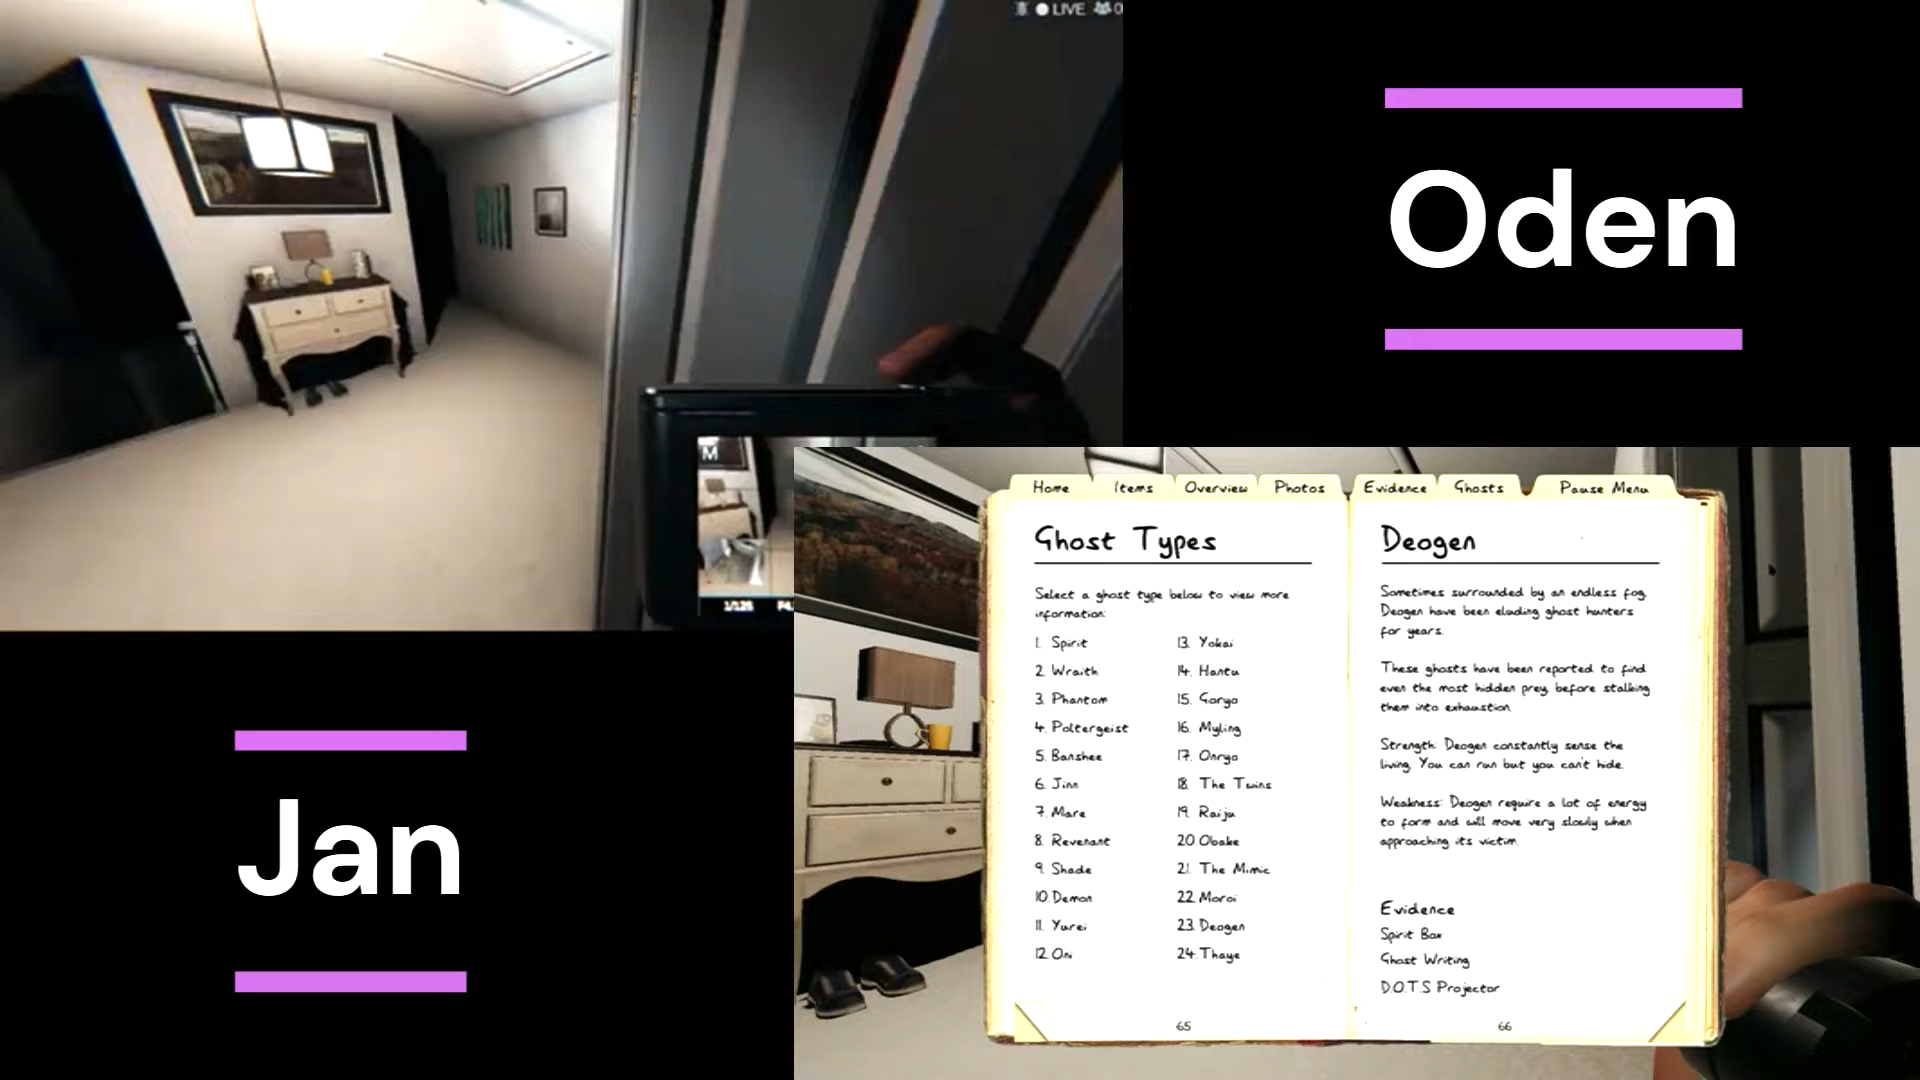 LIVE
Oden
M
1/125 F4.
Jan
Home Items Overview Photos Evidence Ghosts Pause Menu
Ghost Types
Select a ghost type below to view more
information:
1. Spirit
2. Wraith
3. Phantom
4. Poltergeist
5. Banshee
6. Jinn
7. Mare
8. Revenant
9. Shade
10. Demon
11. Yurei
12. Oni
13. Yokai
14. Hantu
15. Goryo
16. Myling
17. Onryo
18. The Twins
19. Raiju
20. Obake
21. The Mimic
22. Moroi
23. Deogen
24. Thaye
65
Deogen
Sometimes surrounded by an endless fog,
Deogen have been eluding ghost hunters
for years.
These ghosts have been reported to find
even the most hidden prey, before stalking
them into exhaustion.
Strength: Deogen constantly sense the
living. You can run but you can't hide.
Weakness: Deogen require a lot of energy
to form and will move very slowly when
approaching its victim.
Evidence
Spirit Box
Ghost Writing
D.O.T.S Projector
66